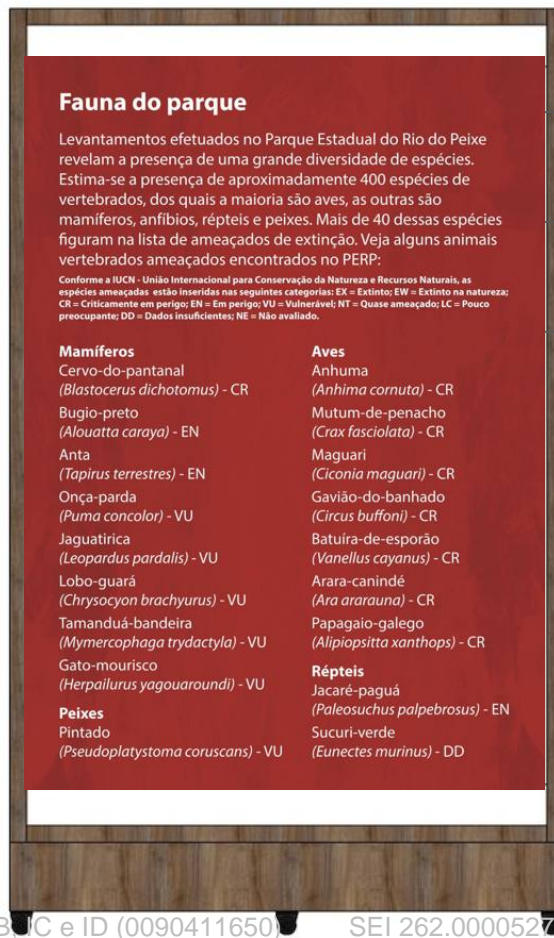 Fauna do parque
Levantamentos efetuados no Parque Estadual do Rio do Peixe
revelam a presença de uma grande diversidade de espécies.
Estima-se a presença de aproximadamente 400 espécies de
vertebrados, dos quais a maioria são aves, as outras são
mamíferos, anfíbios, répteis e peixes. Mais de 40 dessas espécies
figuram na lista de ameaçados de extinção. Veja alguns animais
vertebrados ameaçados encontrados no PERP:
Conforme a IUCN - União Internacional para Conservação da Natureza e Recursos Naturais, as
espécies ameaçadas estão inseridas nas seguintes categorias: EX = Extinto; EW = Extinto na natureza;
CR = Criticamente em perigo; EN = Em perigo; VU = Vulnerável; NT = Quase ameaçado; LC = Pouco
preocupante; DD = Dados insuficientes; NE = Não avaliado.
Mamíferos
Cervo-do-pantanal
(Blastocerus dichotomus) - CR
Bugio-preto
(Alouatta caraya) - EN
Anta
(Tapirus terrestres) - EN
Onça-parda
(Puma concolor) - VU
Jaguatirica
(Leopardus pardalis) - VU
Lobo-guará
(Chrysocyon brachyurus) - VU
Tamanduá-bandeira
(Mymercophaga trydactyla) - VU
Gato-mourisco
(Herpailurus yagouaroundi) - VU
Peixes
Pintado
(Pseudoplatystoma coruscans) - VU
Aves
Anhuma
(Anhima cornuta) - CR
Mutum-de-penacho
(Crax fasciolata) - CR
Maguari
(Ciconia maguari) - CR
Gavião-do-banhado
(Circus buffoni) - CR
Batuíra-de-esporão
(Vanellus cayanus) - CR
Arara-canindé
(Ara ararauna) - CR
Papagaio-galego
(Alipiopsitta xanthops) - CR
Répteis
Jacaré-paguá
(Paleosuchus palpebrosus) - EN
Sucuri-verde
(Eunectes murinus) - DD
IC e ID (0090411650) SEI 262.0000527